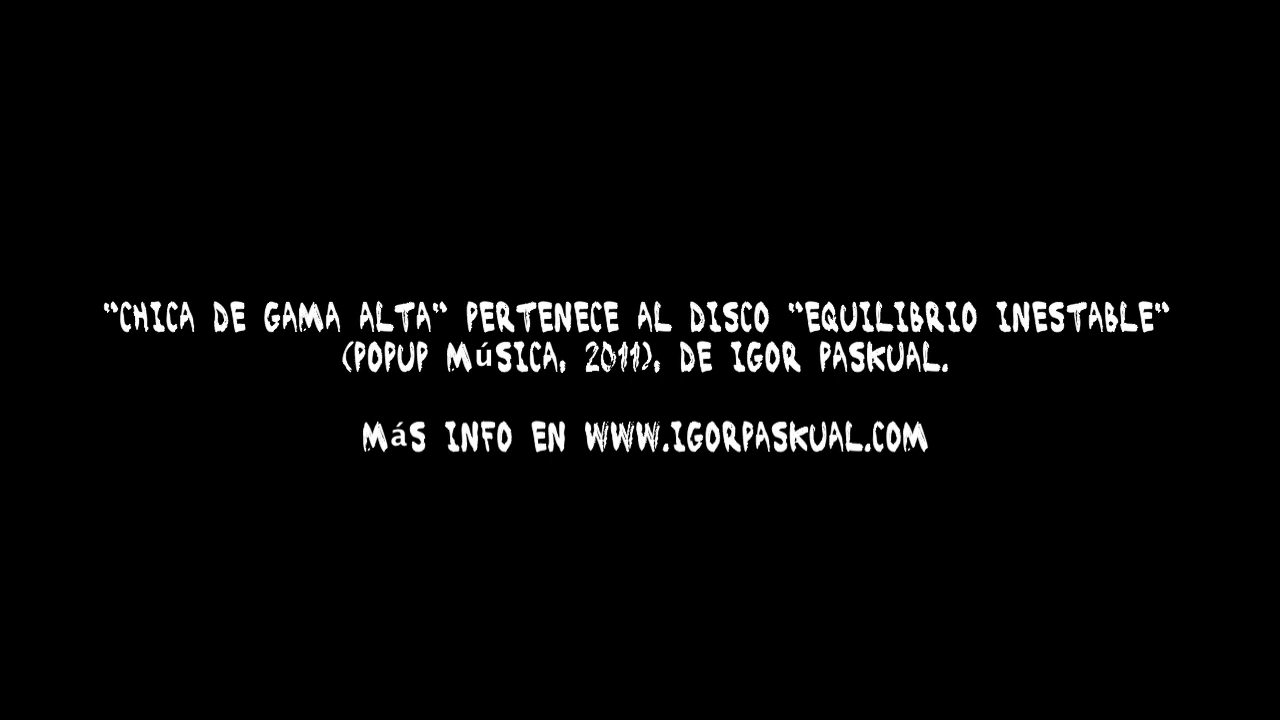 "CHICA DE GAMA ALTA" PERTENECE AL DISCO "EQUILIBRIO INESTABLE"
(POPUP MúSICA, 2011), DE IGOR PASKUAL.
MáS INFO EN WWW.IGORPASKUAL.COM